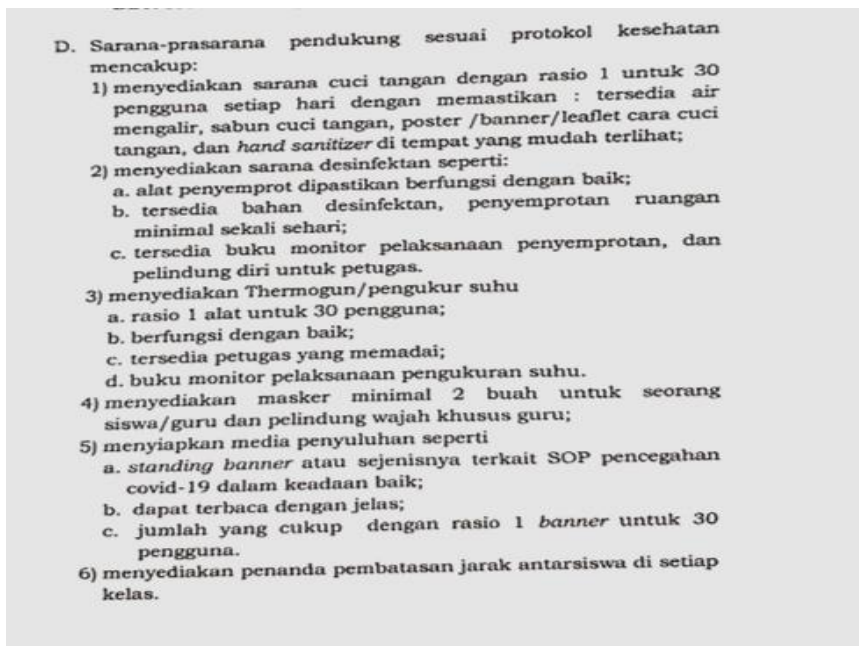 D. Sarana-prasarana pendukung sesuai protokol kesehatan
mencakup:
1) menyediakan sarana cuci tangan dengan rasio 1 untuk 30
pengguna setiap hari dengan memastikan : tersedia air
mengalir, sabun cuci tangan, poster /banner/leaflet cara cuci
tangan, dan hand sanitizer di tempat yang mudah terlihat;
2) menyediakan sarana desinfektan seperti:
a. alat penyemprot dipastikan berfungsi dengan baik;
b. tersedia bahan desinfektan, penyemprotan ruangan
minimal sekali sehari;
c. tersedia buku monitor pelaksanaan penyemprotan, dan
pelindung diri untuk petugas.
3) menyediakan Thermogun/pengukur suhu
a. rasio 1 alat untuk 30 pengguna;
b. berfungsi dengan baik;
c. tersedia petugas yang memadai;
d. buku monitor pelaksanaan pengukuran suhu.
4) menyediakan masker minimal 2 buah untuk seorang
siswa/guru dan pelindung wajah khusus guru;
5) menyiapkan media penyuluhan seperti
a. standing banner atau sejenisnya terkait SOP pencegahan
covid-19 dalam keadaan baik;
b. dapat terbaca dengan jelas;
c. jumlah yang cukup dengan rasio 1 banner untuk 30
pengguna.
6) menyediakan penanda pembatasan jarak antarsiswa di setiap
kelas.